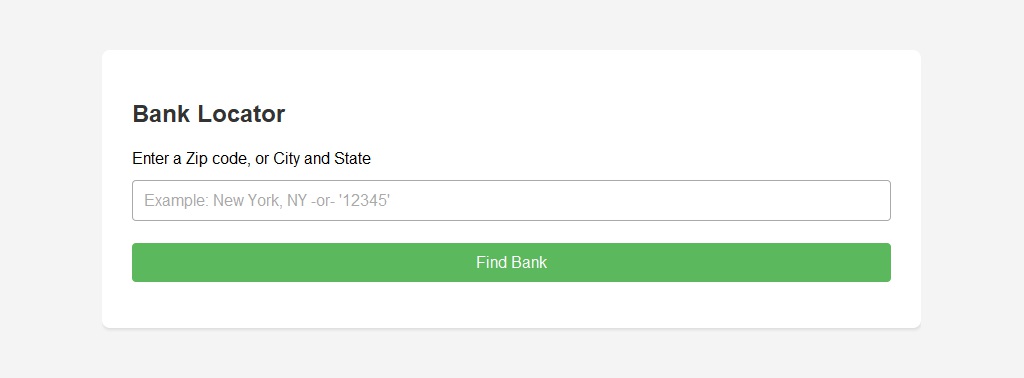 Bank Locator
Enter a Zip code, or City and State
Example: New York, NY -or- '12345'
Find Bank